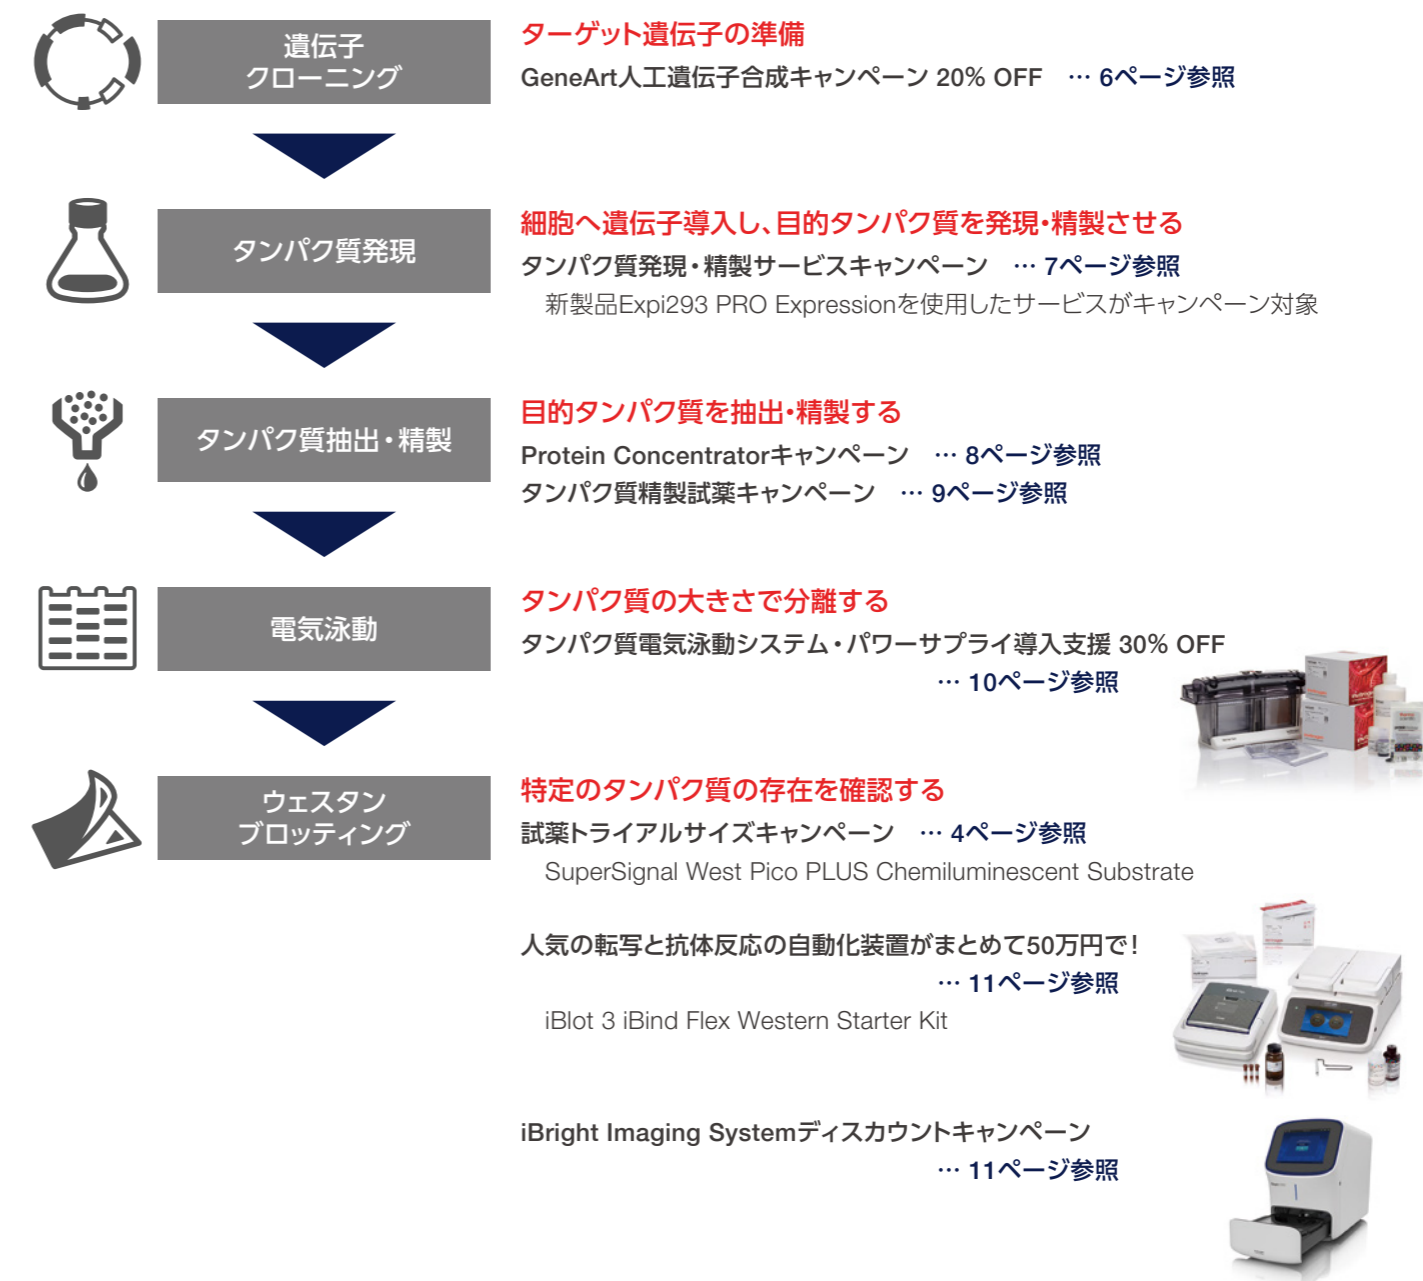 遺伝子
クローニング
ターゲット遺伝子の準備
GeneArt人工遺伝子合成キャンペーン 20% OFF … 6ページ参照
タンパク質発現
細胞へ遺伝子導入し、目的タンパク質を発現・精製させる
タンパク質発現・精製サービスキャンペーン … 7ページ参照
新製品Expi293 PRO Expressionを使用したサービスがキャンペーン対象
タンパク質抽出・精製
目的タンパク質を抽出・精製する
Protein Concentratorキャンペーン … 8ページ参照
タンパク質精製試薬キャンペーン … 9ページ参照
電気泳動
タンパク質の大きさで分離する
タンパク質電気泳動システム・パワーサプライ導入支援 30% OFF
… 10ページ参照
ウェスタン
ブロッティング
特定のタンパク質の存在を確認する
試薬トライアルサイズキャンペーン … 4ページ参照
SuperSignal West Pico PLUS Chemiluminescent Substrate
人気の転写と抗体反応の自動化装置がまとめて50万円で!
… 11ページ参照
iBlot 3 iBind Flex Western Starter Kit
iBright Imaging Systemディスカウントキャンペーン
… 11ページ参照